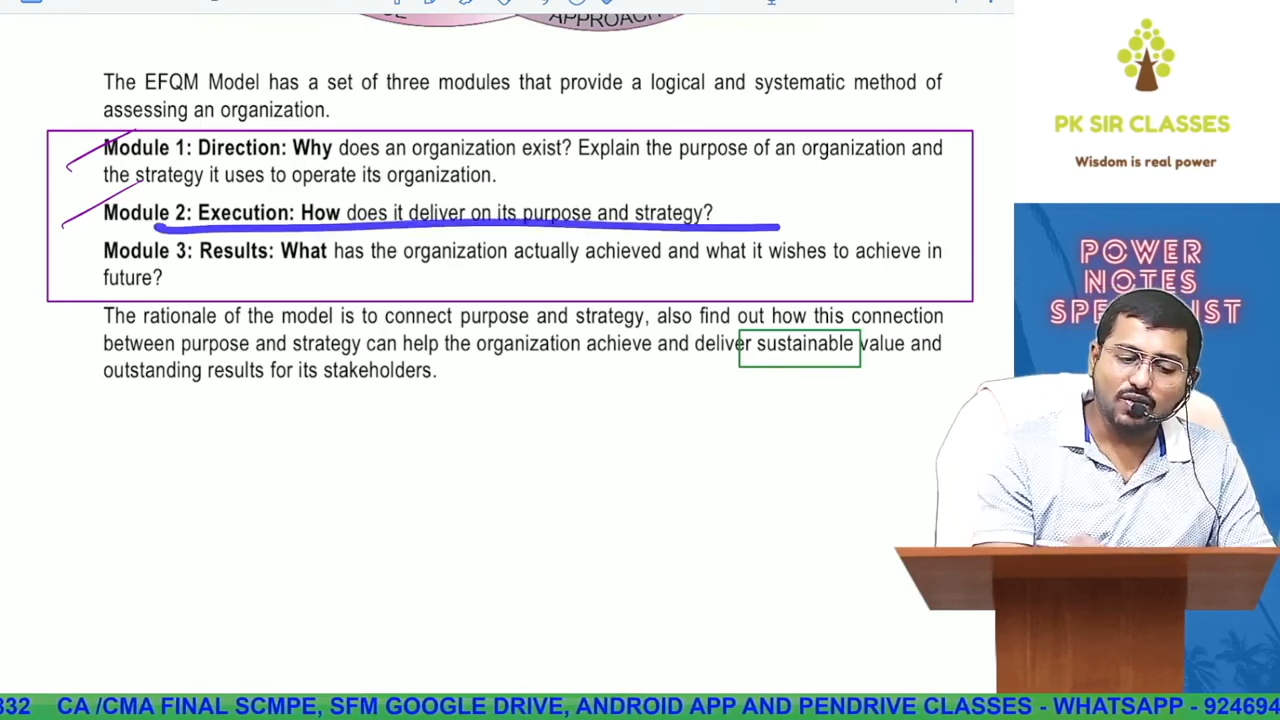 APPROACH
The EFQM Model has a set of three modules that provide a logical and systematic method of
assessing an organization.
Module 1: Direction: Why does an organization exist? Explain the purpose of an organization and
the strategy it uses to operate its organization.
Module 2: Execution: How does it deliver on its purpose and strategy?
Module 3: Results: What has the organization actually achieved and what it wishes to achieve in
future?
The rationale of the model is to connect purpose and strategy, also find out how this connection
between purpose and strategy can help the organization achieve and deliver sustainable value and
outstanding results for its stakeholders.
PK SIR CLASSES
Wisdom is real power
POWER
NOTES
332 CA /CMA FINAL SCMPE, SFM GOOGLE DRIVE, ANDROID APP AND PENDRIVE CLASSES - WHATSAPP - 924694